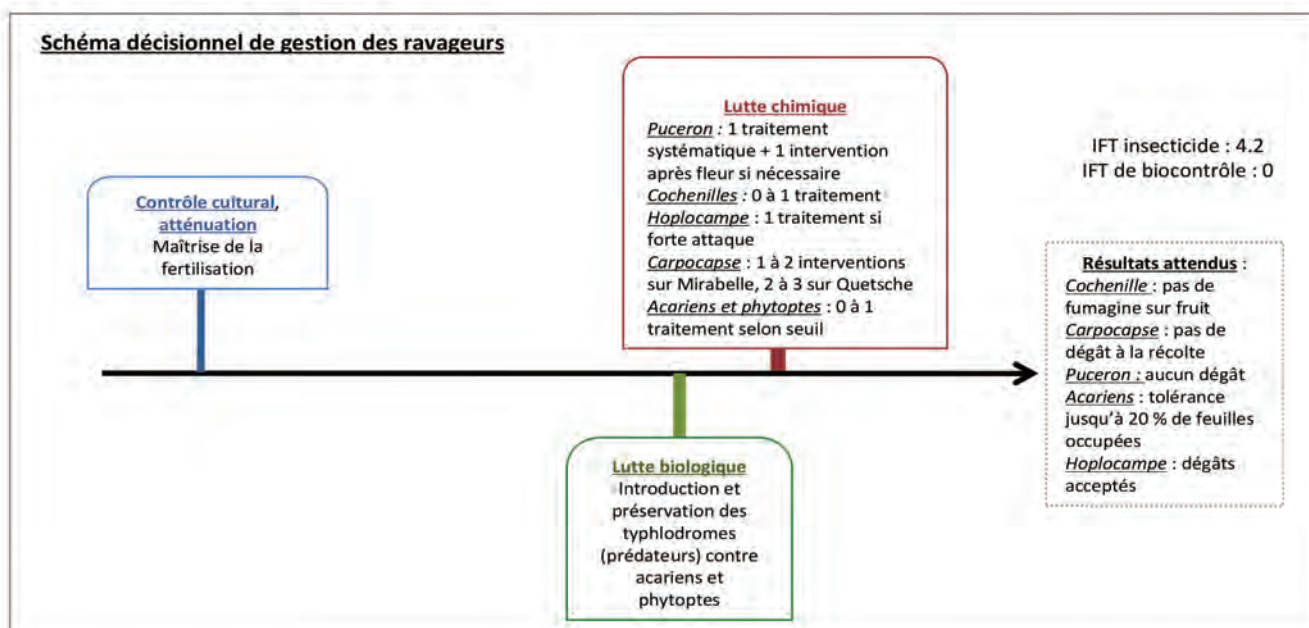 Schéma décisionnel de gestion des ravageurs
Contrôle cultural,
atténuation
Maîtrise de la
fertilisation
Lutte chimique
Puceron : 1 traitement
systématique + 1 intervention
après fleur si nécessaire
Cochenilles : 0 à 1 traitement
Hoplocampe : 1 traitement si
forte attaque
Carpocapse : 1 à 2 interventions
sur Mirabelle, 2 à 3 sur Quetsche
Acariens et phytoptes : 0 à 1
traitement selon seuil
Lutte biologique
Introduction et
préservation des
typhlodromes
(prédateurs) contre
acariens et
phytoptes
IFT insecticide : 4.2
IFT de biocontrôle : 0
Résultats attendus :
Cochenille : pas de
fumagine sur fruit
Carpocapse : pas de
dégât à la récolte
Puceron : aucun dégât
Acariens : tolérance
jusqu'à 20 % de feuilles
occupées
Hoplocampe : dégâts
acceptés